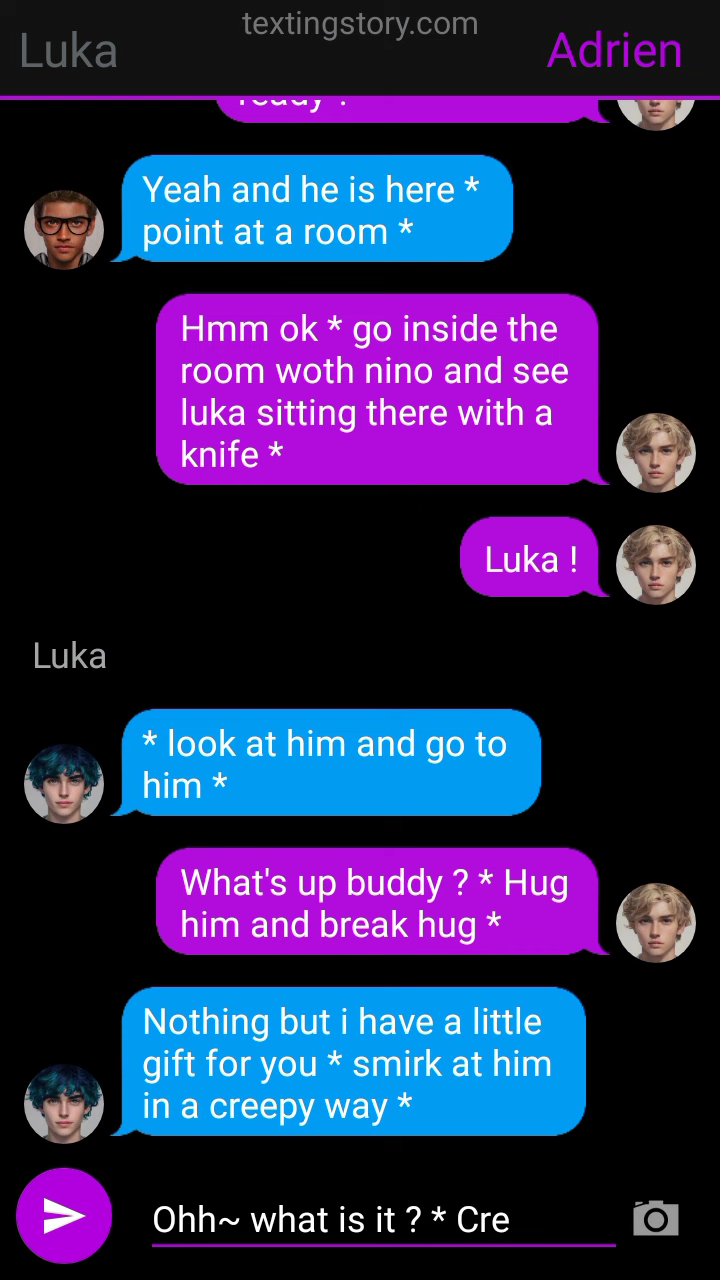 textingstory.com
Luka
Adrien
ready !
Yeah and he is here *
point at a room *
Hmm ok * go inside the
room woth nino and see
luka sitting there with a
knife *
Luka !
Luka
* look at him and go to
him *
What's up buddy ? * Hug
him and break hug *
Nothing but i have a little
gift for you * smirk at him
in a creepy way *
Ohh~ what is it ? * Cre